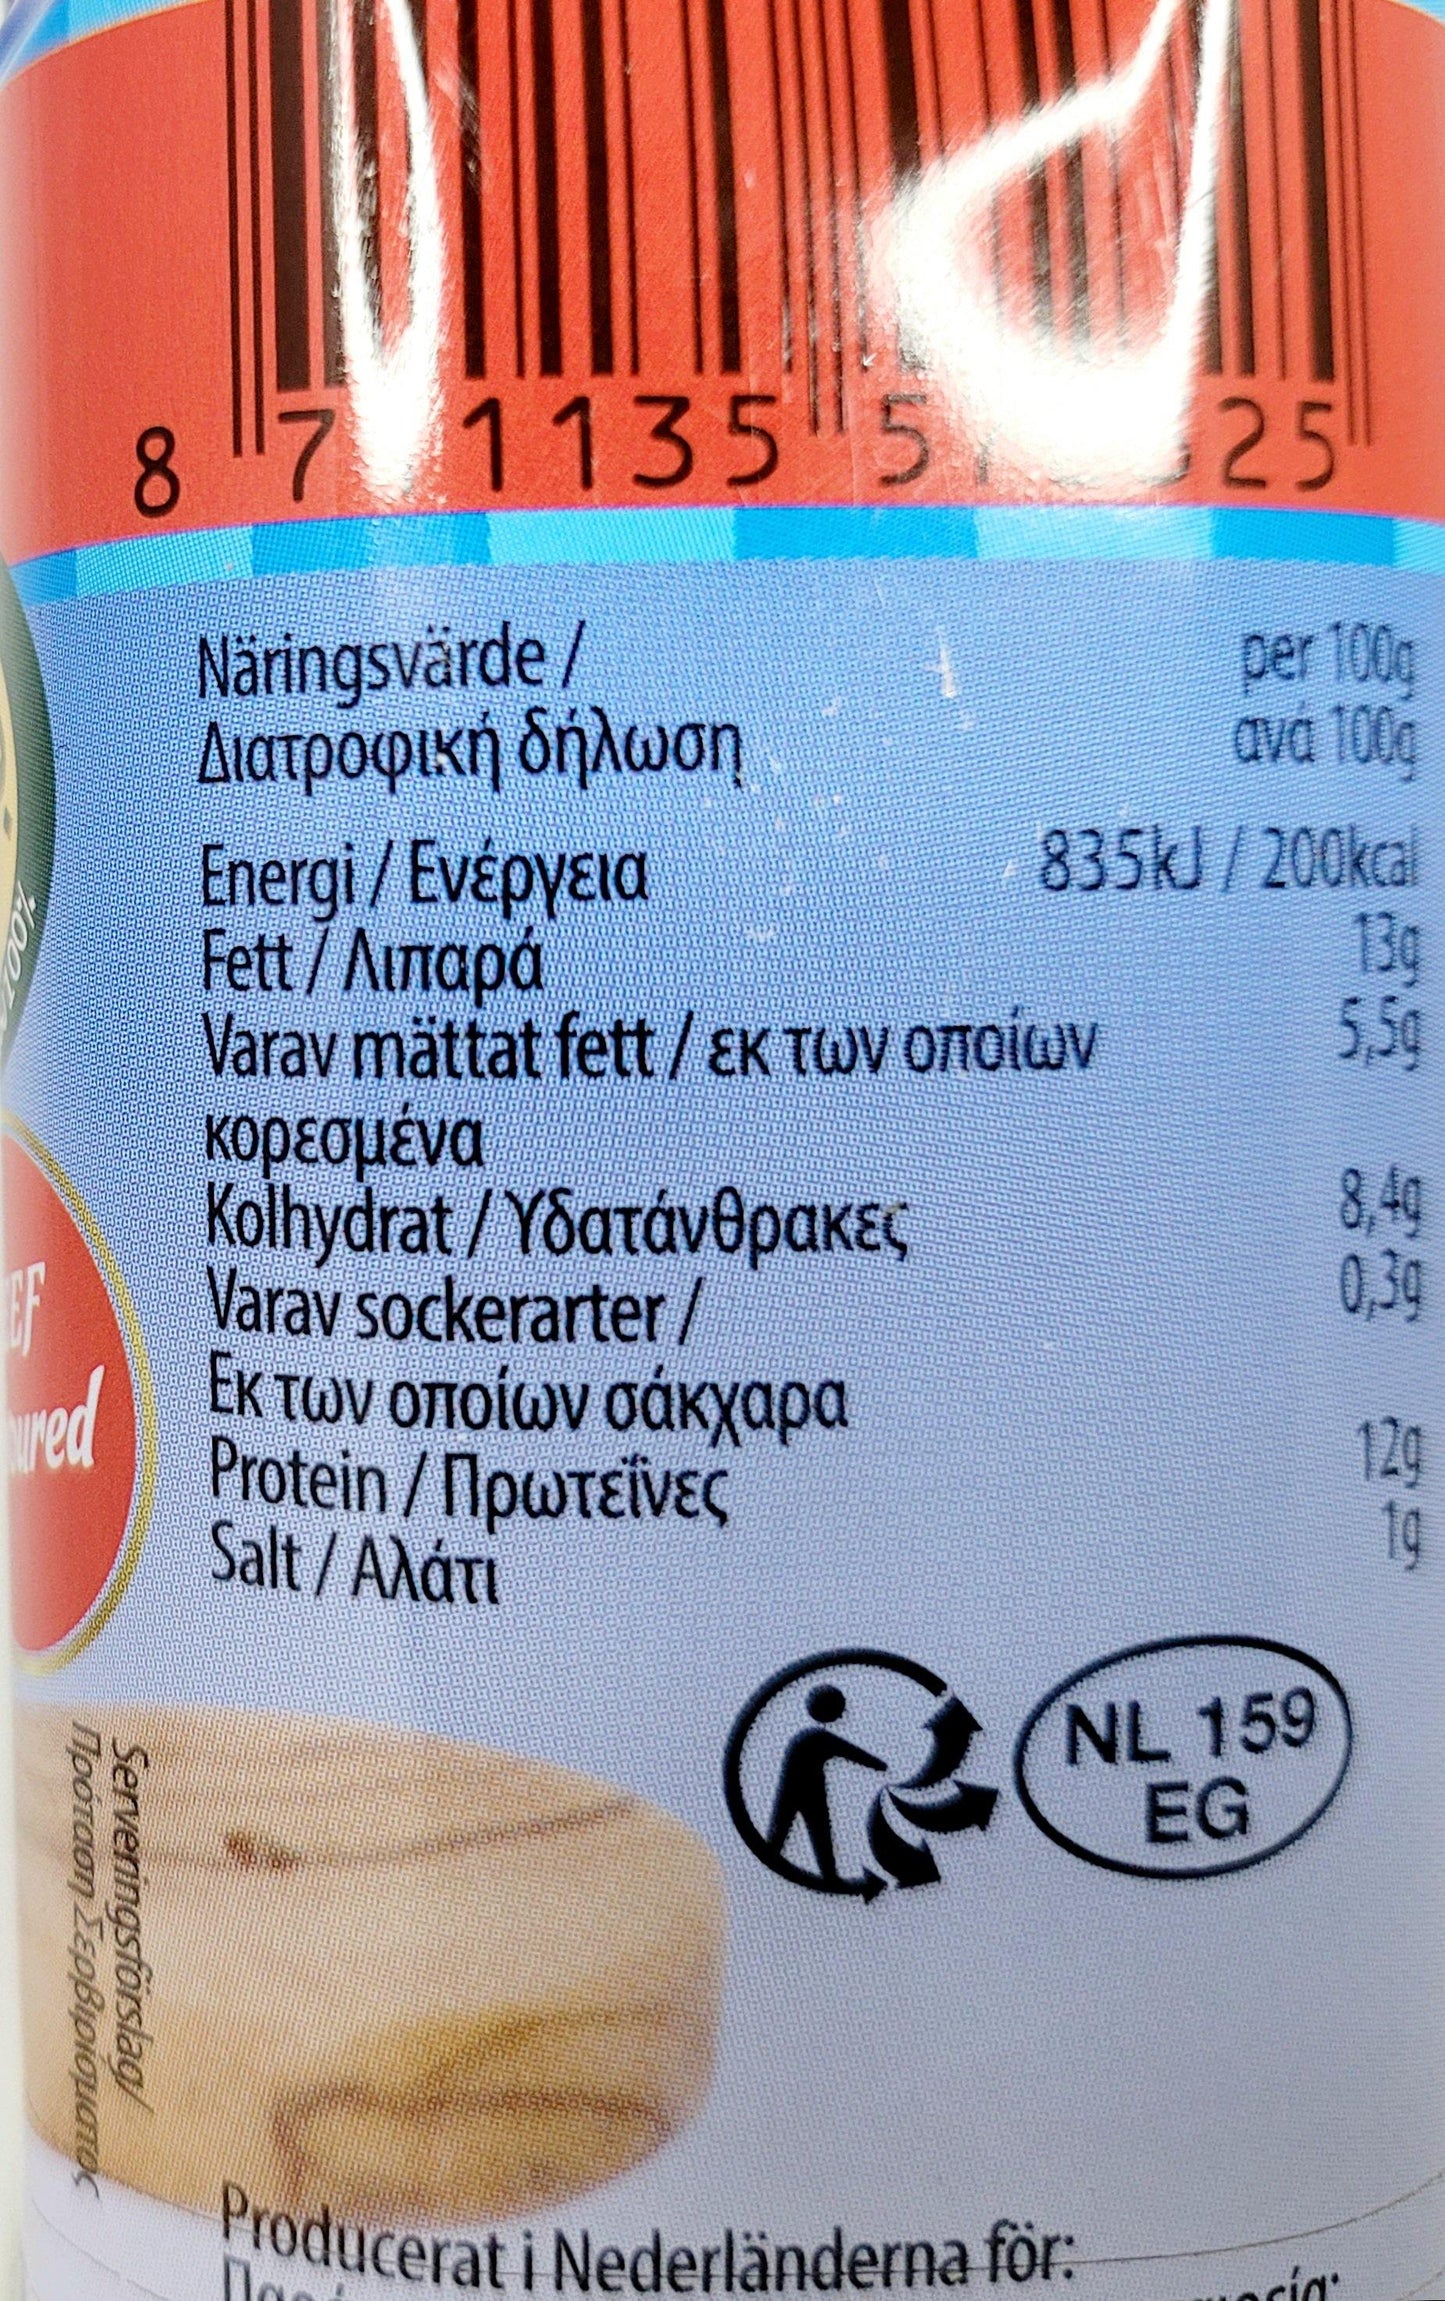 8 7 1135 5 25
Näringsvärde / per 100g
Διατροφική δήλωση ανά 100g
Energi / Ενέργεια 835kJ / 200kcal
Fett / Λιπαρά 13g
Varav mättat fett / εκ των οποίων 5,5g
κορεσμένα
Kolhydrat / Υδατάνθρακες 8,4g
Varav sockerarter / 0,3g
Εκ των οποίων σάκχαρα
Protein / Πρωτεΐνες 12g
Salt / Αλάτι 1g
NL 159
EG
Serveringsförslag/
Πρόταση Σερβιρίσματος
Producerat i Nederländerna för: